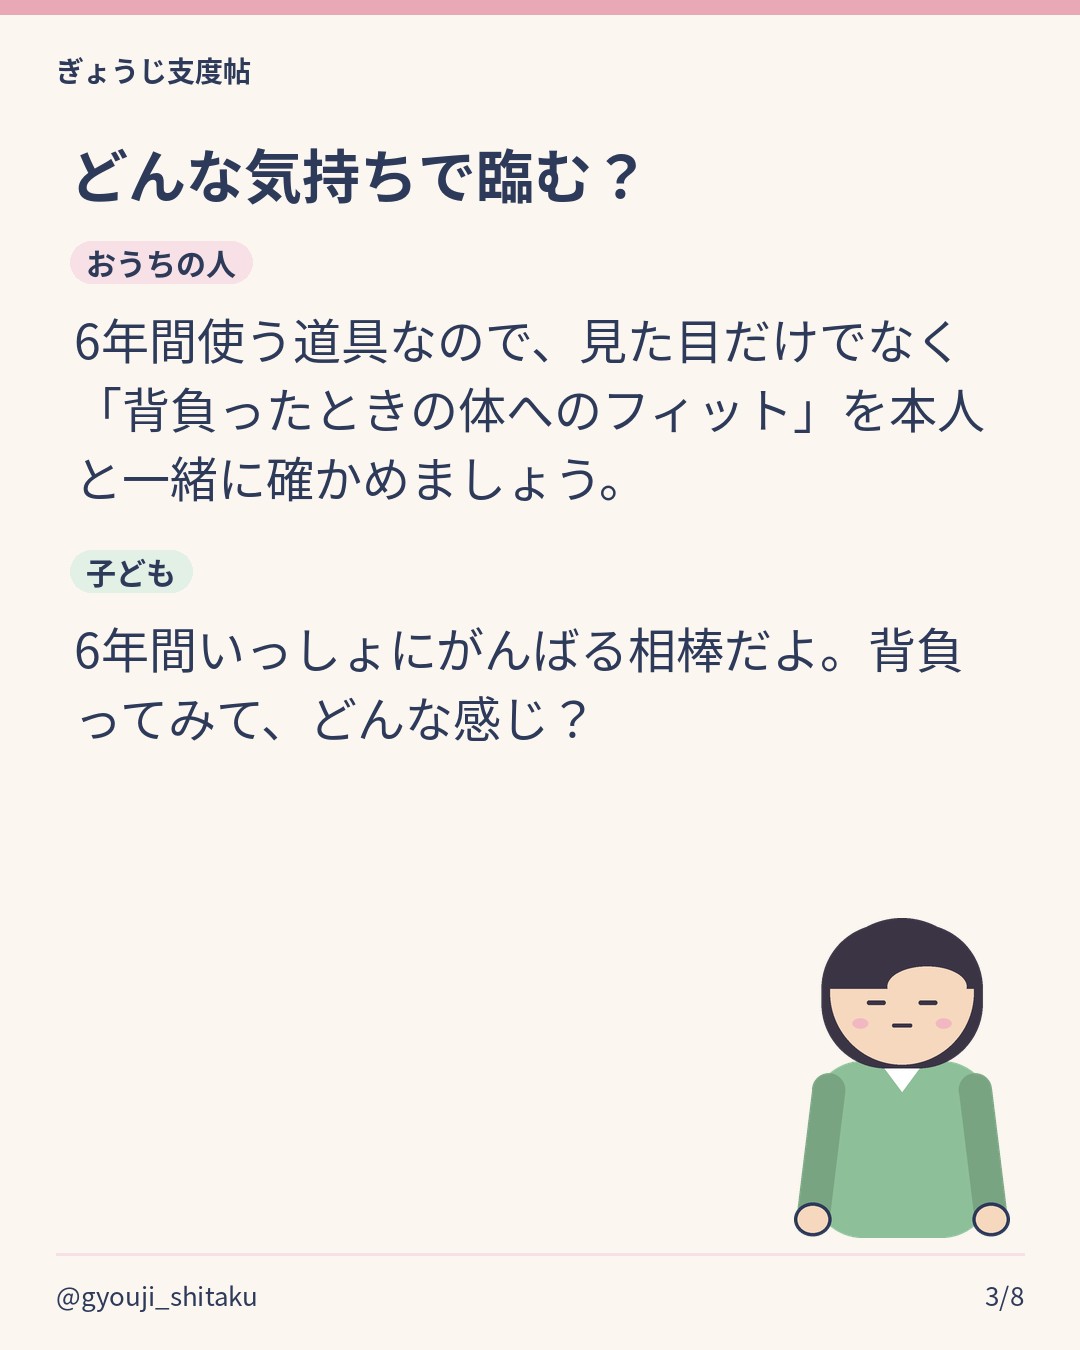 ぎょうじ支度帖
どんな気持ちで臨む？
おうちの人
6年間使う道具なので、見た目だけでなく
「背負ったときの体へのフィット」を本人
と一緒に確かめましょう。
子ども
6年間いっしょにがんばる相棒だよ。背負
ってみて、どんな感じ？
@gyouji_shitaku
3/8